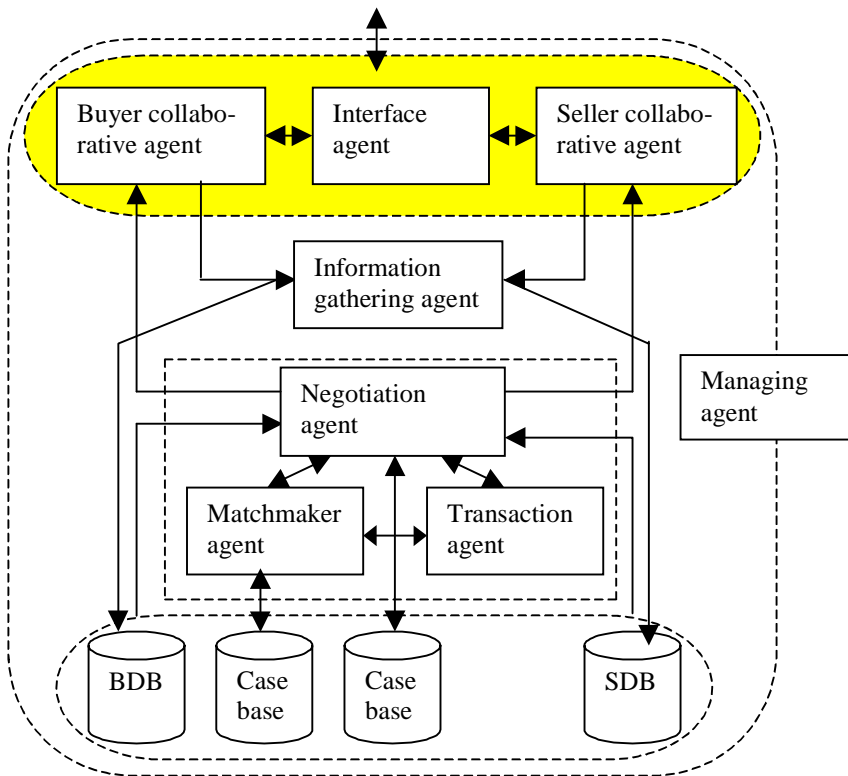 Buyer collabo-
rative agent
Interface
agent
Seller collabo-
rative agent
Information
gathering agent
Managing
agent
Negotiation
agent
Matchmaker
agent
Transaction
agent
BDB
Case
base
Case
base
SDB